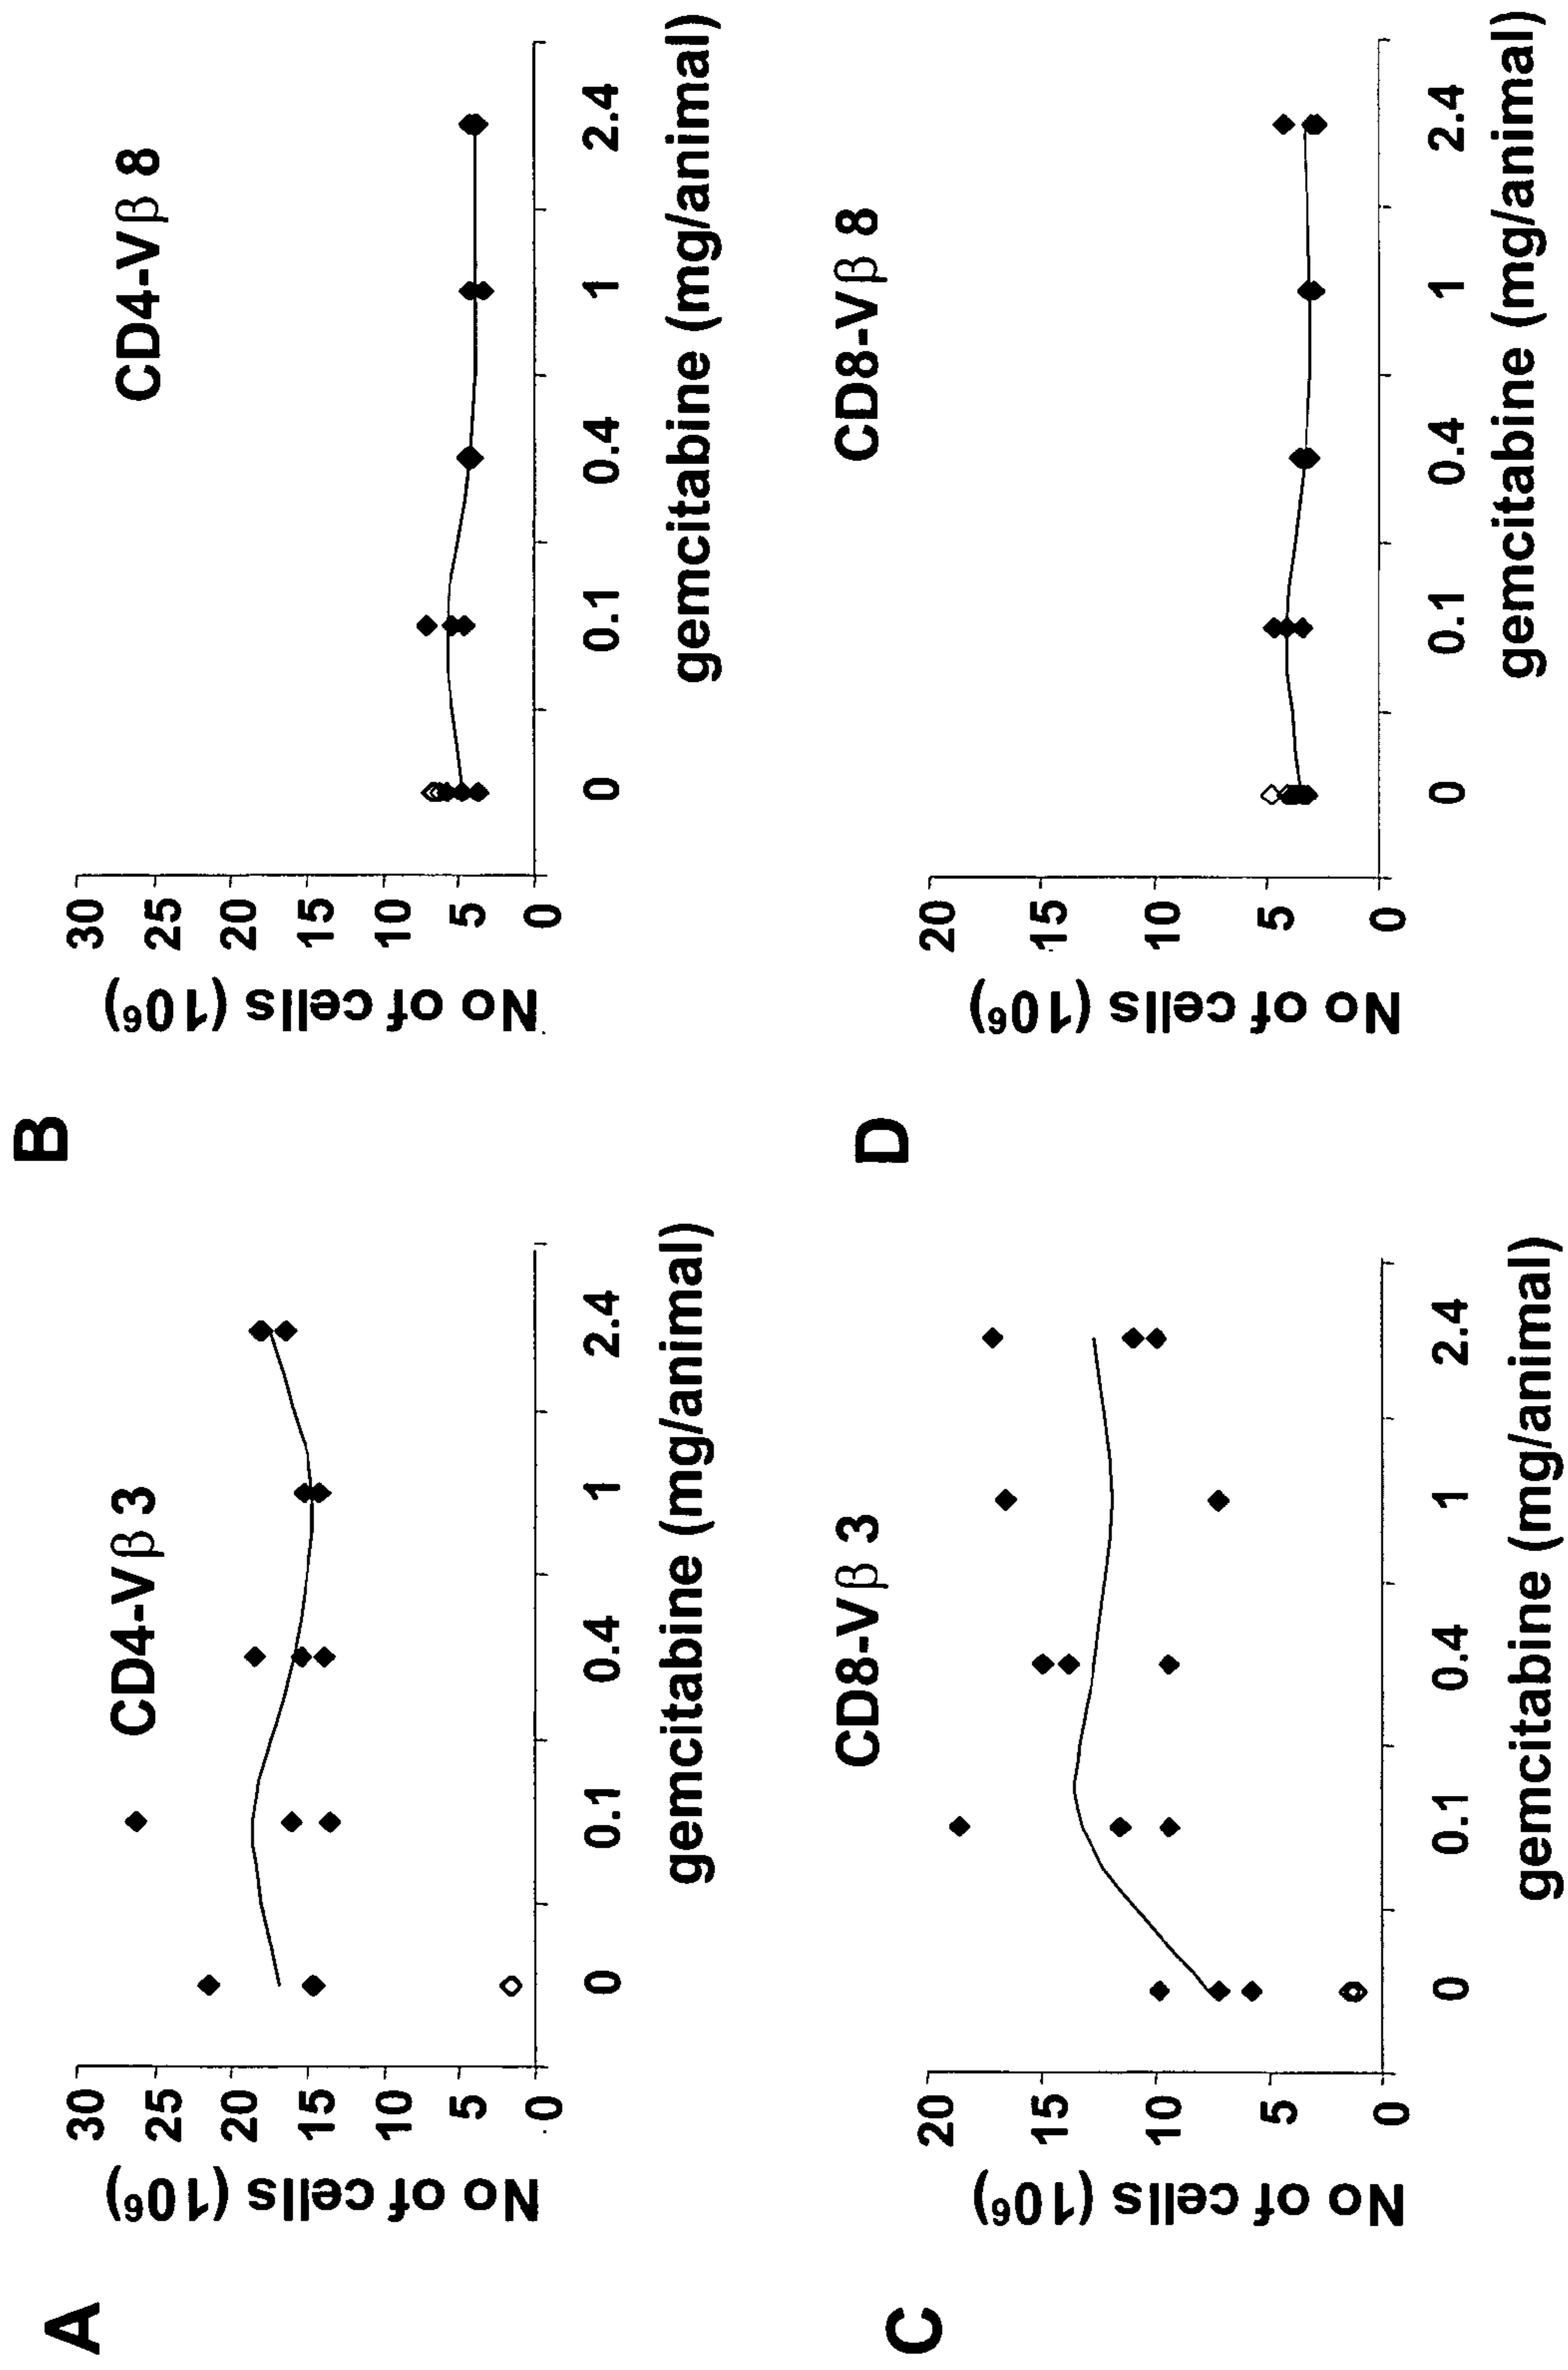 A
CD4-Vβ 3
No of cells (10⁶)
30
25
20
15
10
5
0
0 0.1 0.4 1 2.4
gemcitabine (mg/animal)
B
CD4-Vβ 8
No of cells (10⁶)
30
25
20
15
10
5
0
0 0.1 0.4 1 2.4
gemcitabine (mg/animal)
C
CD8-Vβ 3
No of cells (10⁶)
20
15
10
5
0
0 0.1 0.4 1 2.4
gemcitabine (mg/animal)
D
CD8-Vβ 8
No of cells (10⁶)
20
15
10
5
0
0 0.1 0.4 1 2.4
gemcitabine (mg/animal)